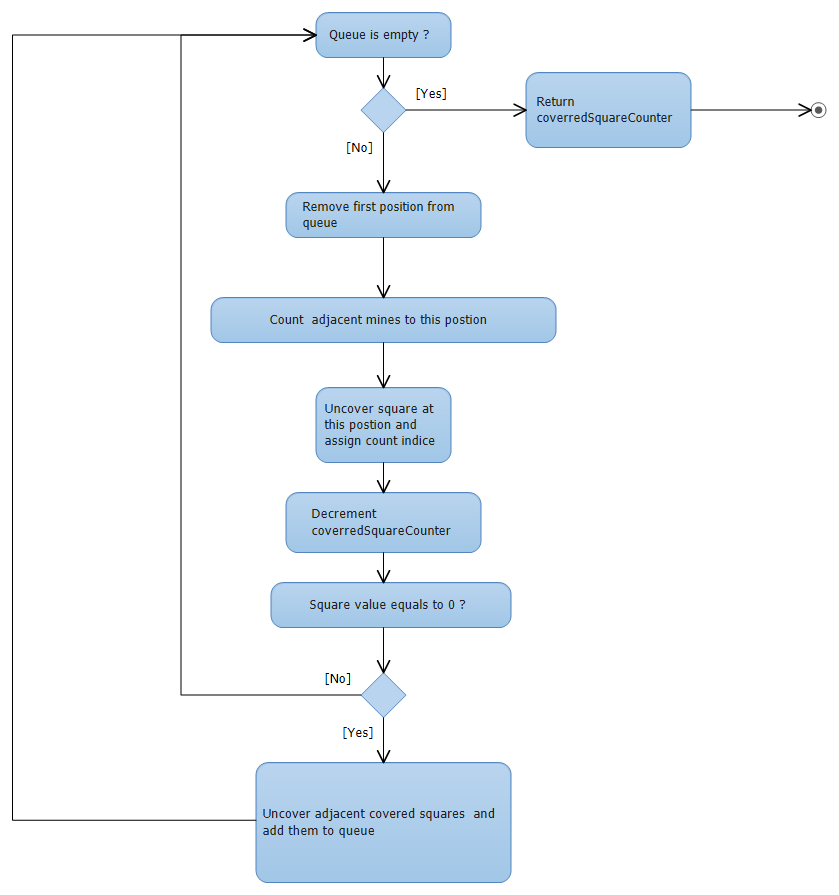 Queue is empty ?
[Yes]
Return
coverredSquareCounter
[No]
Remove first position from
queue
Count  adjacent mines to this postion
Uncover square at
this postion and
assign count indice
Decrement
coverredSquareCounter
Square value equals to 0 ?
[No]
[Yes]
Uncover adjacent covered squares  and
add them to queue